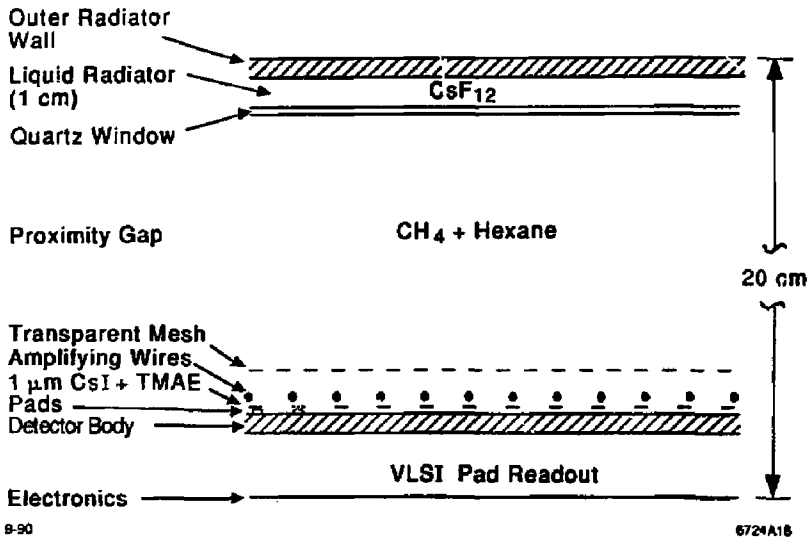 Outer Radiator
Wall
Liquid Radiator
(1 cm)
CsF12
Quartz Window
Proximity Gap
CH4 + Hexane
20 cm
Transparent Mesh
Amplifying Wires
1 μm CsI + TMAE
Pads
Detector Body
VLSI Pad Readout
Electronics
8-90
6724A16